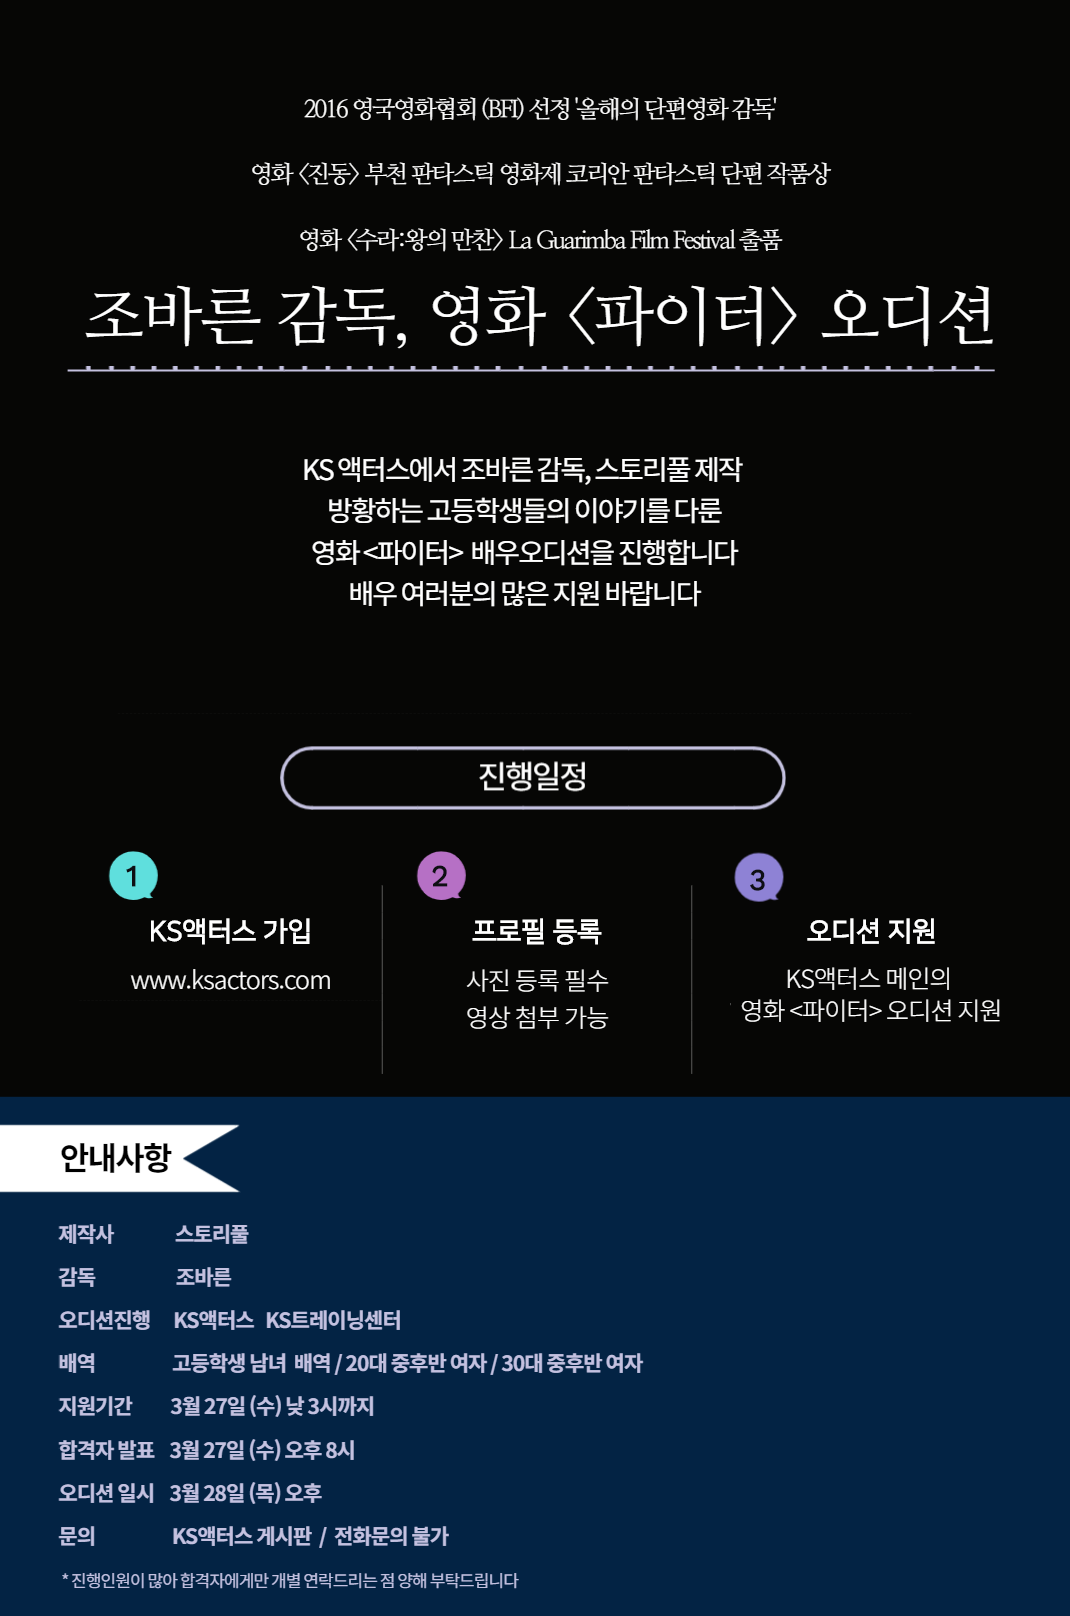 2016 영국영화협회 (BFI) 선정 '올해의 단편영화 감독'
영화 <진동> 부천 판타스틱 영화제 코리안 판타스틱 단편 작품상
영화 <수라:왕의 만찬> La Guarimba Film Festival 출품
조바른 감독, 영화 <파이터> 오디션
KS 액터스에서 조바른 감독, 스토리풀 제작
방황하는 고등학생들의 이야기를 다룬
영화 <파이터> 배우오디션을 진행합니다
배우 여러분의 많은 지원 바랍니다
진행일정
1
KS액터스 가입
www.ksactors.com
2
프로필 등록
사진 등록 필수
영상 첨부 가능
3
오디션 지원
KS액터스 메인의
영화 <파이터> 오디션 지원
안내사항
제작사 스토리풀
감독 조바른
오디션진행 KS액터스 KS트레이닝센터
배역 고등학생 남녀 배역 / 20대 중후반 여자 / 30대 중후반 여자
지원기간 3월 27일 (수) 낮 3시까지
합격자 발표 3월 27일 (수) 오후 8시
오디션 일시 3월 28일 (목) 오후
문의 KS액터스 게시판 / 전화문의 불가
* 진행인원이 많아 합격자에게만 개별 연락드리는 점 양해 부탁드립니다